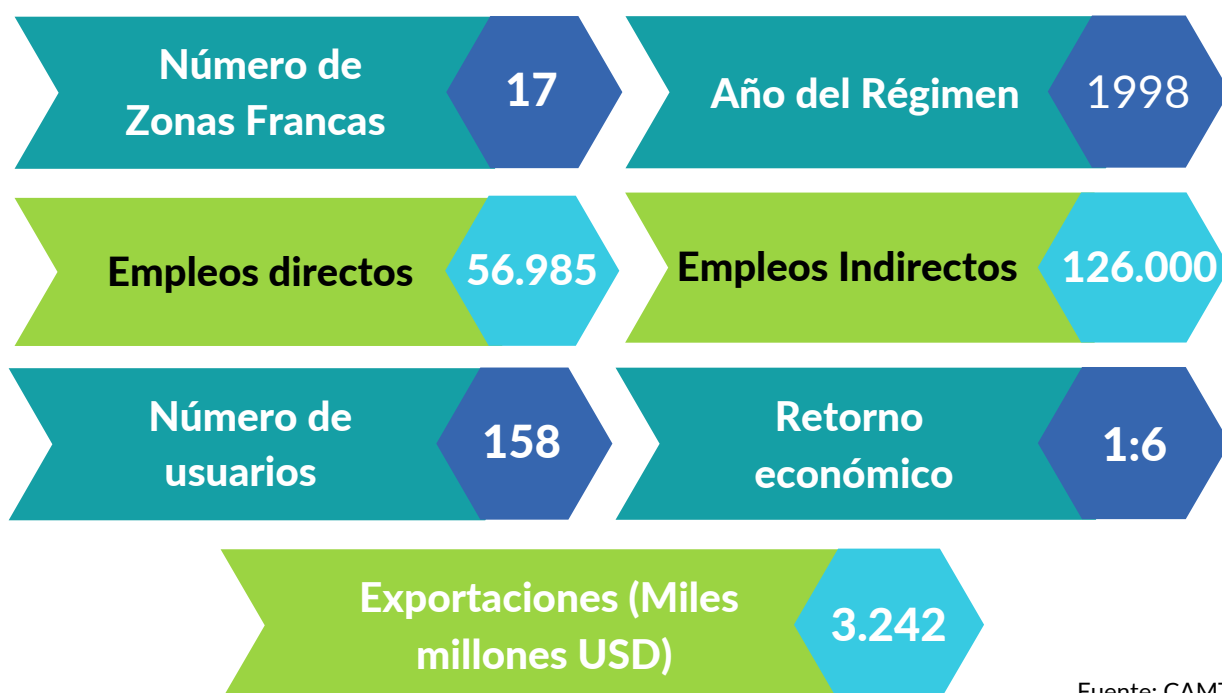 Número de
Zonas Francas
17
Año del Régimen
1998
Empleos directos
56.985
Empleos Indirectos
126.000
Número de
usuarios
158
Retorno
económico
1:6
Exportaciones (Miles
millones USD)
3.242
Fuente: